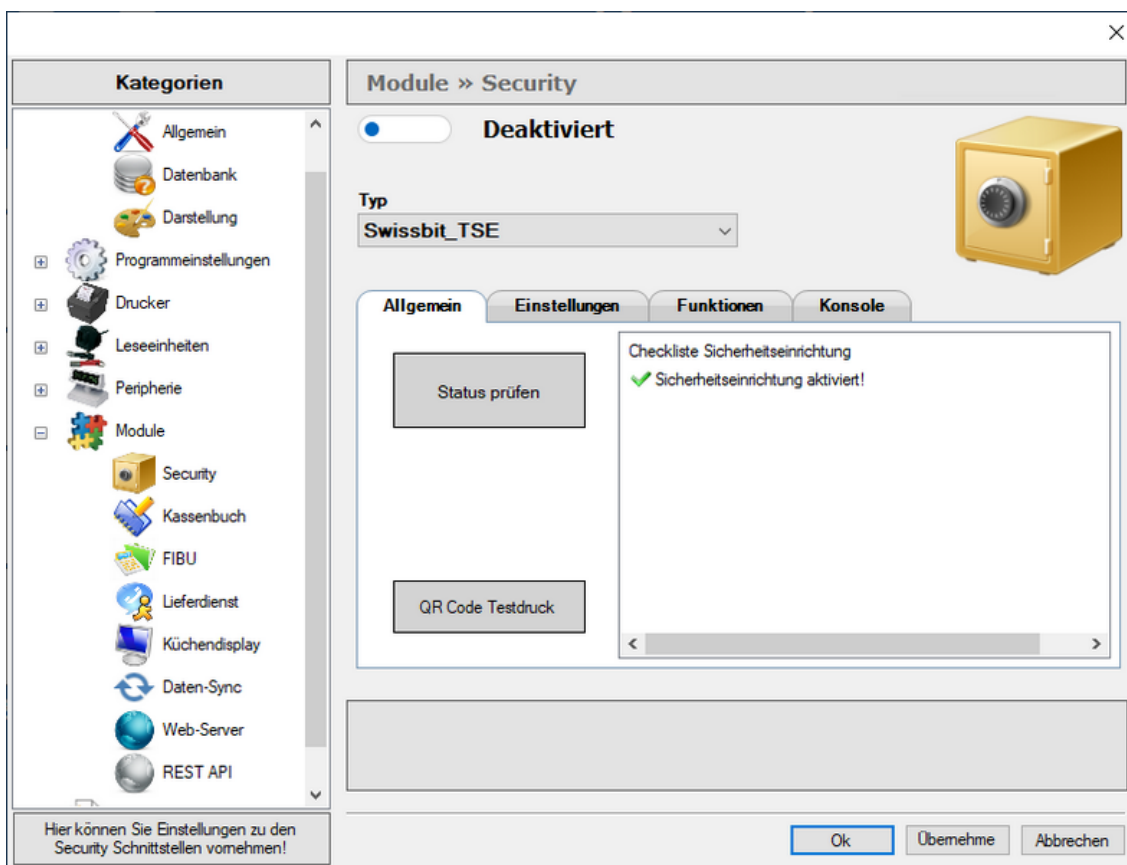 Kategorien
Allgemein
Datenbank
Darstellung
Programmeinstellungen
Drucker
Leseeinheiten
Peripherie
Module
Security
Kassenbuch
FIBU
Lieferdienst
Küchendisplay
Daten-Sync
Web-Server
REST API
Hier können Sie Einstellungen zu den
Security Schnittstellen vornehmen!
Module » Security
Deaktiviert
Typ
Swissbit_TSE
Allgemein Einstellungen Funktionen Konsole
Status prüfen
QR Code Testdruck
Checkliste Sicherheitseinrichtung
Sicherheitseinrichtung aktiviert!
Ok Übernehme Abbrechen